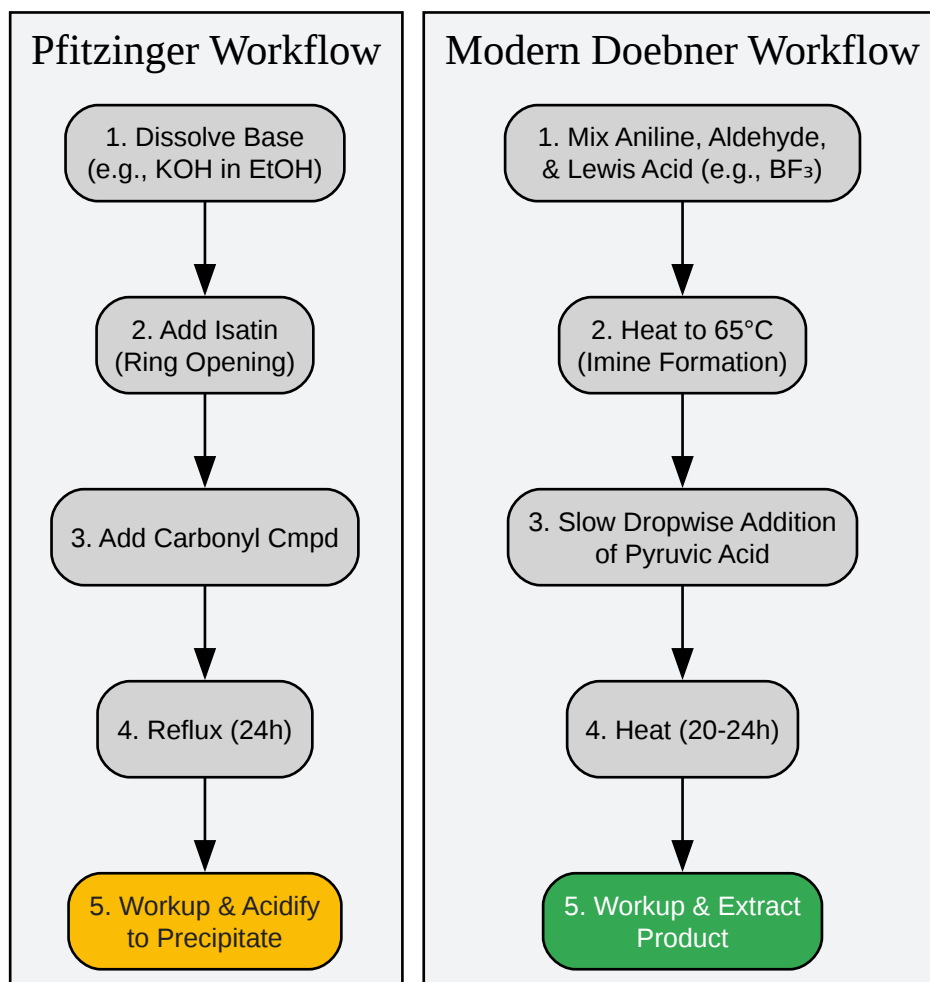 Pfitzinger Workflow
1. Dissolve Base
(e.g., KOH in EtOH)
2. Add Isatin
(Ring Opening)
3. Add Carbonyl Cmpd
4. Reflux (24h)
5. Workup & Acidify
to Precipitate
Modern Doebner Workflow
1. Mix Aniline, Aldehyde,
& Lewis Acid (e.g., BF₃)
2. Heat to 65°C
(Imine Formation)
3. Slow Dropwise Addition
of Pyruvic Acid
4. Heat (20-24h)
5. Workup & Extract
Product